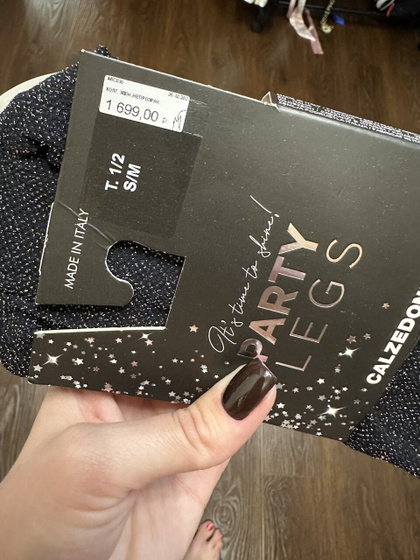 1 699,00 р
M
T. 1/2
S/M
MADE IN ITALY
It's time to shine!
PARTY
LEGS
CALZEDON